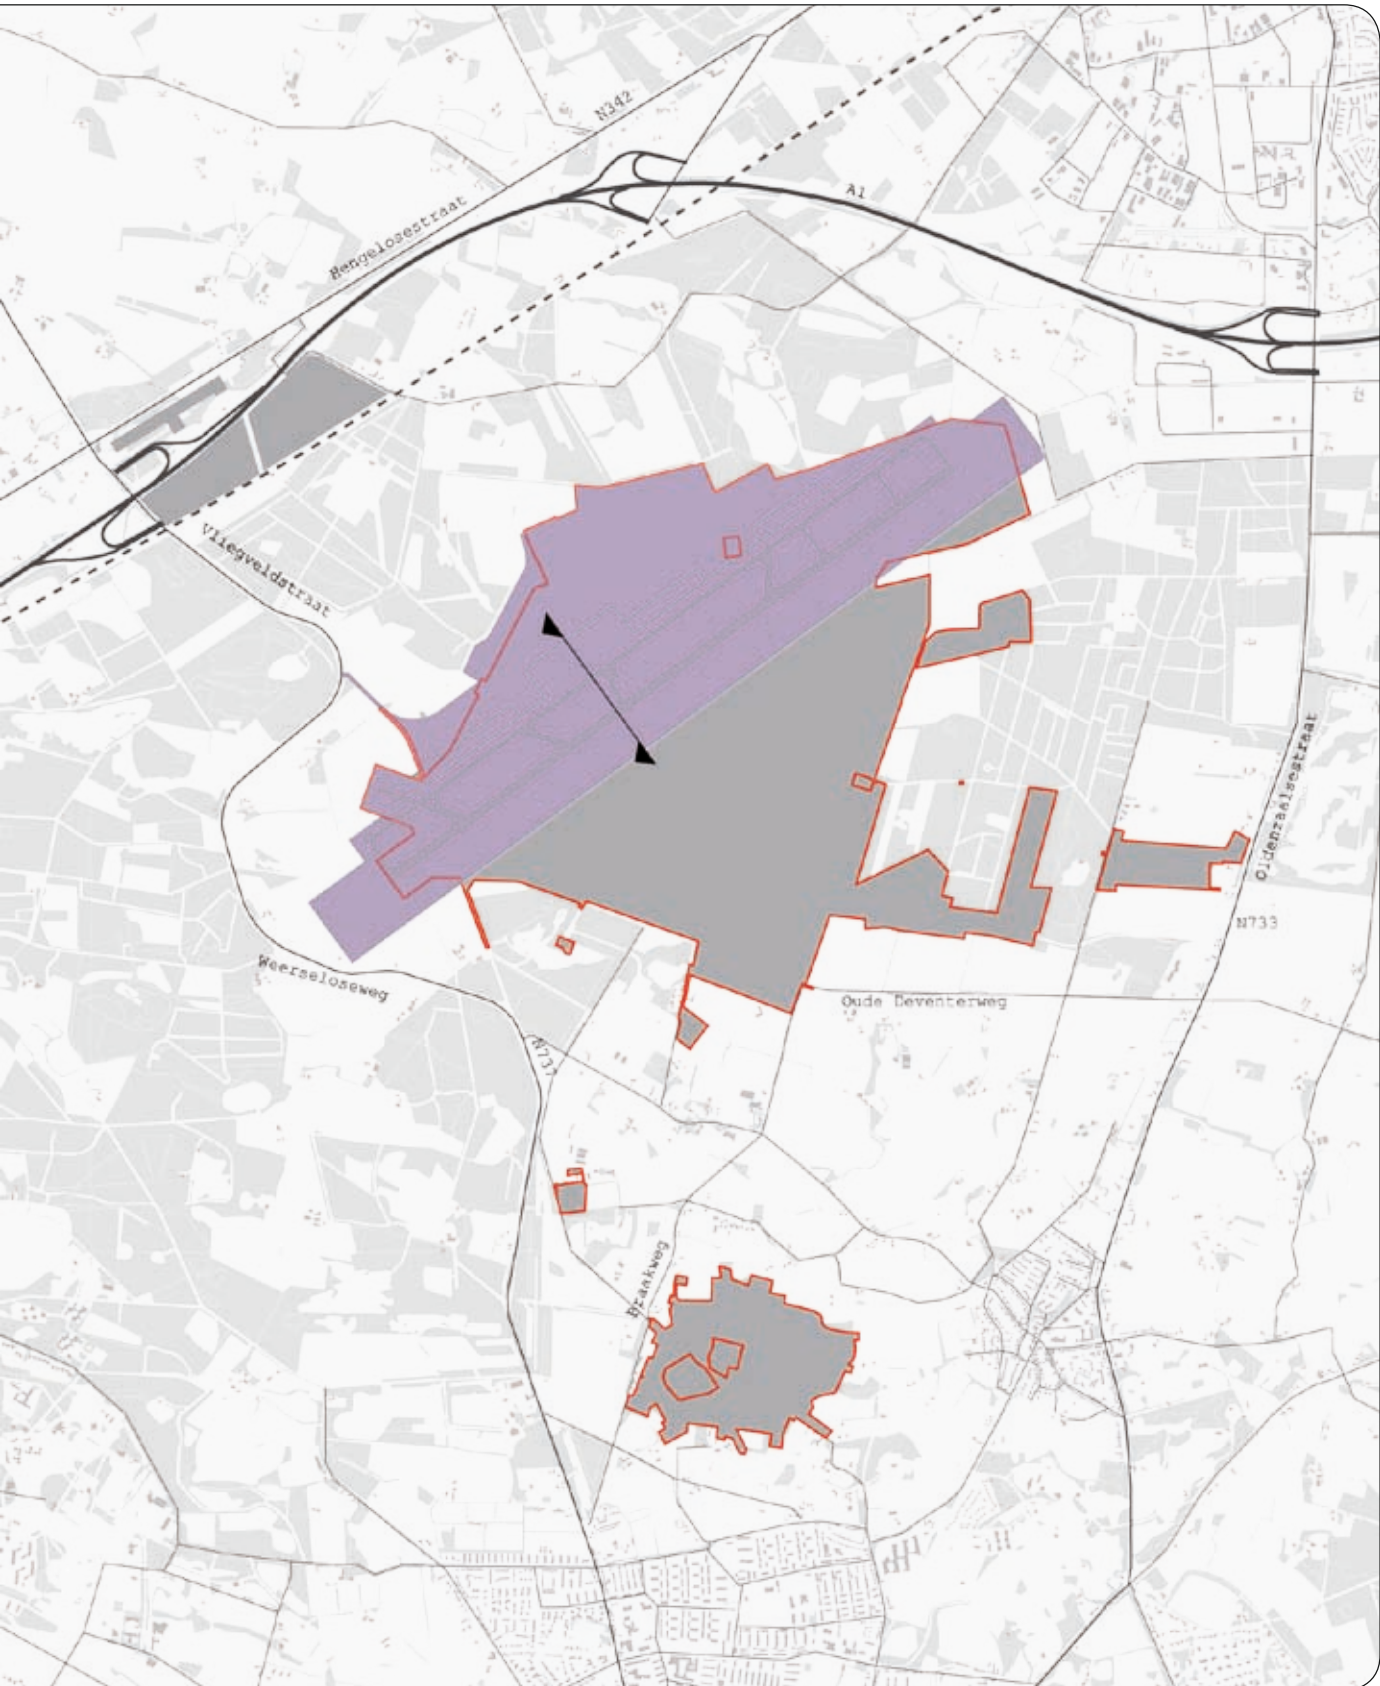 N342
A1
Hengelosestraat
Vliegveldstraat
Oldenzaalsestraat
N733
Weerseloseweg
Oude Deventerweg
N737
Braakweg